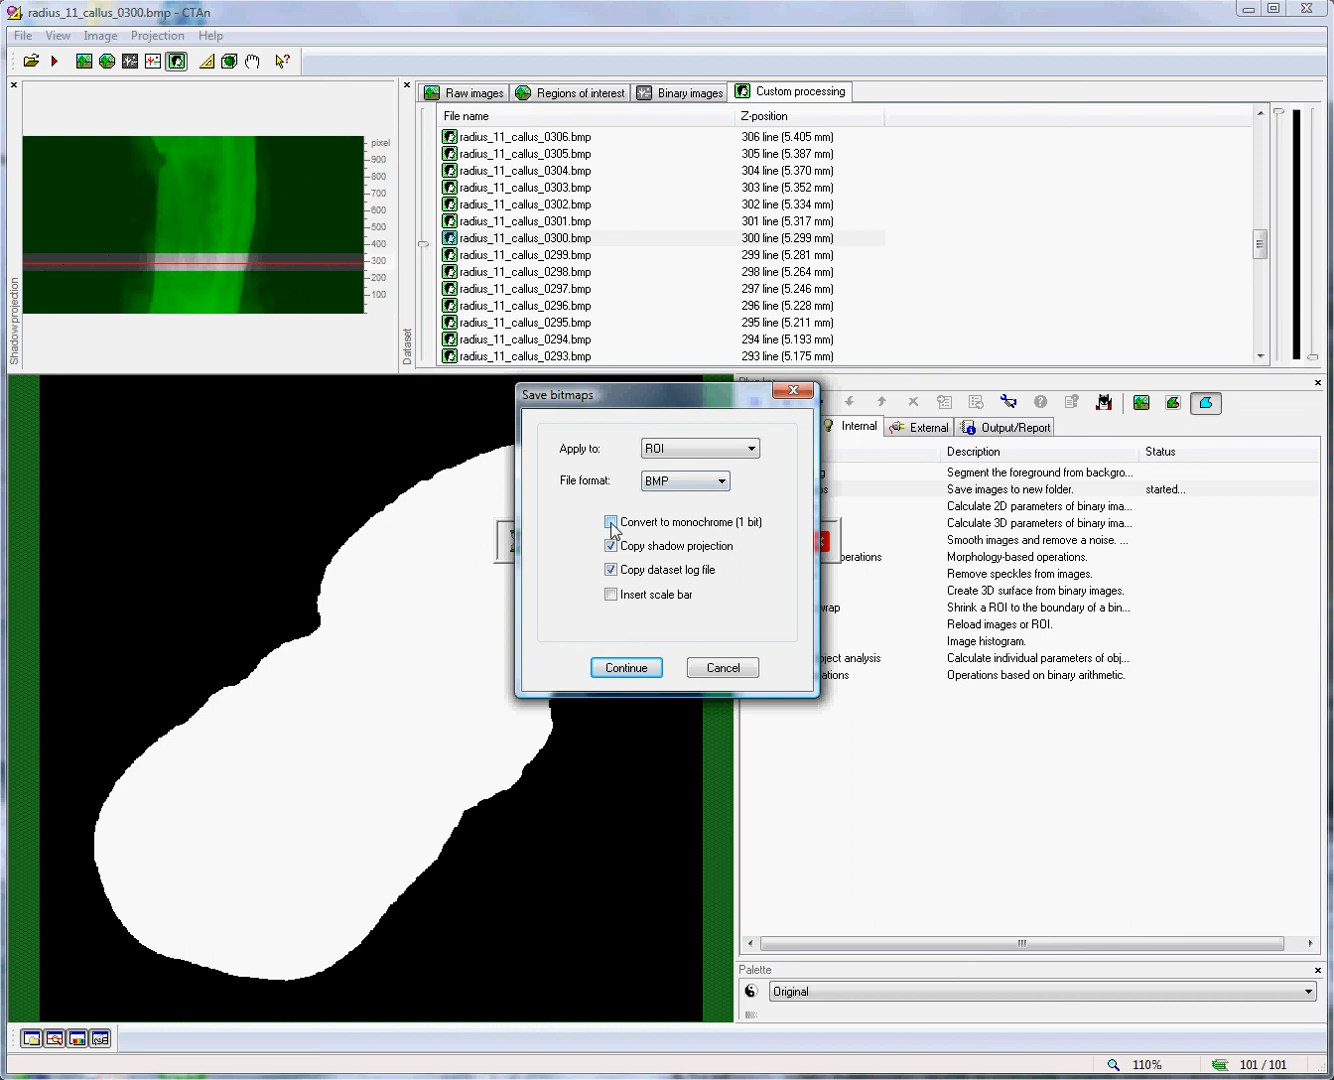 radius_11_callus_0300.bmp - CTAn
File View Image Projection Help
Raw images Regions of interest Binary images Custom processing
File name Z-position
radius_11_callus_0306.bmp 306 line (5.405 mm)
radius_11_callus_0305.bmp 305 line (5.387 mm)
radius_11_callus_0304.bmp 304 line (5.370 mm)
radius_11_callus_0303.bmp 303 line (5.352 mm)
radius_11_callus_0302.bmp 302 line (5.334 mm)
radius_11_callus_0301.bmp 301 line (5.317 mm)
radius_11_callus_0300.bmp 300 line (5.299 mm)
radius_11_callus_0299.bmp 299 line (5.281 mm)
radius_11_callus_0298.bmp 298 line (5.264 mm)
radius_11_callus_0297.bmp 297 line (5.246 mm)
radius_11_callus_0296.bmp 296 line (5.228 mm)
radius_11_callus_0295.bmp 295 line (5.211 mm)
radius_11_callus_0294.bmp 294 line (5.193 mm)
radius_11_callus_0293.bmp 293 line (5.175 mm)
pixel
900
800
700
600
500
400
300
200
100
Shadow projection
Dataset
Save bitmaps
Apply to: ROI
File format: BMP
Convert to monochrome (1 bit)
Copy shadow projection
Copy dataset log file
Insert scale bar
Continue Cancel
Internal External Output/Report
Description Status
Segment the foreground from backgro...
Save images to new folder. started...
Calculate 2D parameters of binary ima...
Calculate 3D parameters of binary ima...
Smooth images and remove a noise. ...
perations Morphology-based operations.
Remove speckles from images.
Create 3D surface from binary images.
wrap Shrink a ROI to the boundary of a bin...
Reload images or ROI.
Image histogram.
ject analysis Calculate individual parameters of obj...
ations Operations based on binary arithmetic.
Palette
Original
110% 101 / 101